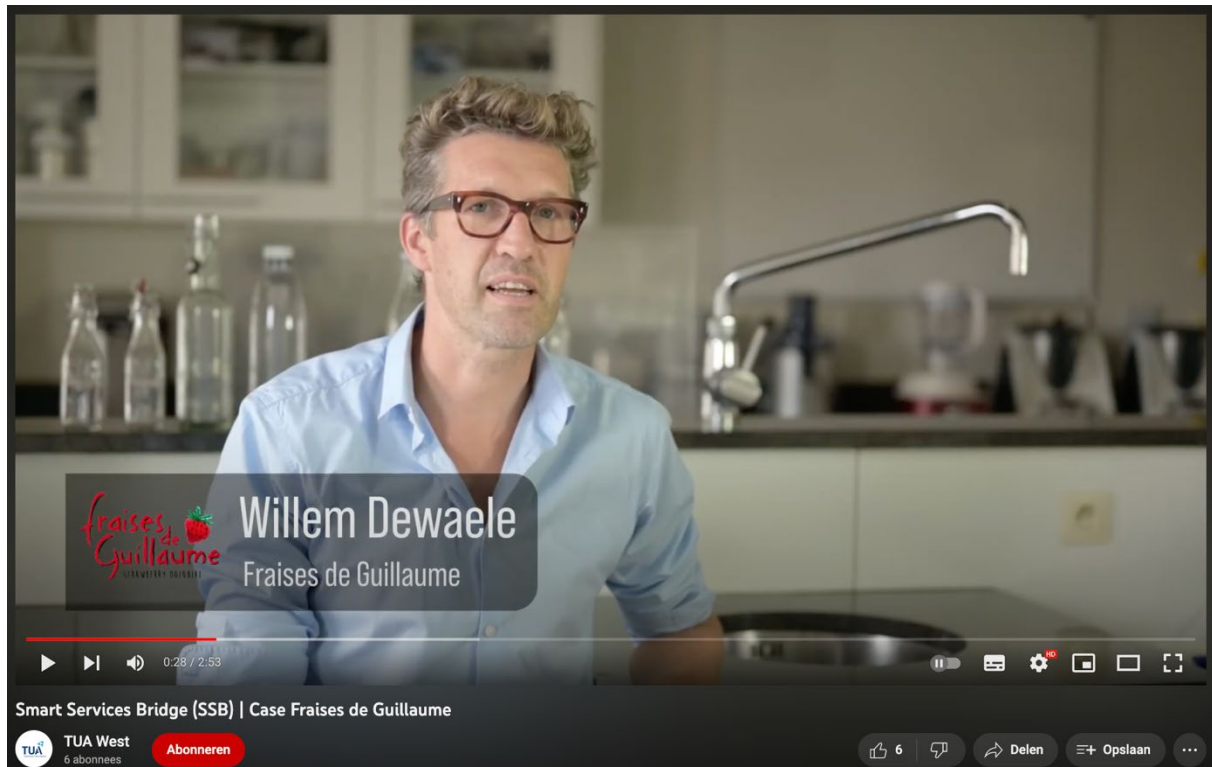 fraises
de
Guillaume
Willem Dewaele
Fraises de Guillaume
0:28 / 2:53
HD
Smart Services Bridge (SSB) | Case Fraises de Guillaume
TUA
TUA West
6 abonnees
Abonneren
6
Delen
Opslaan